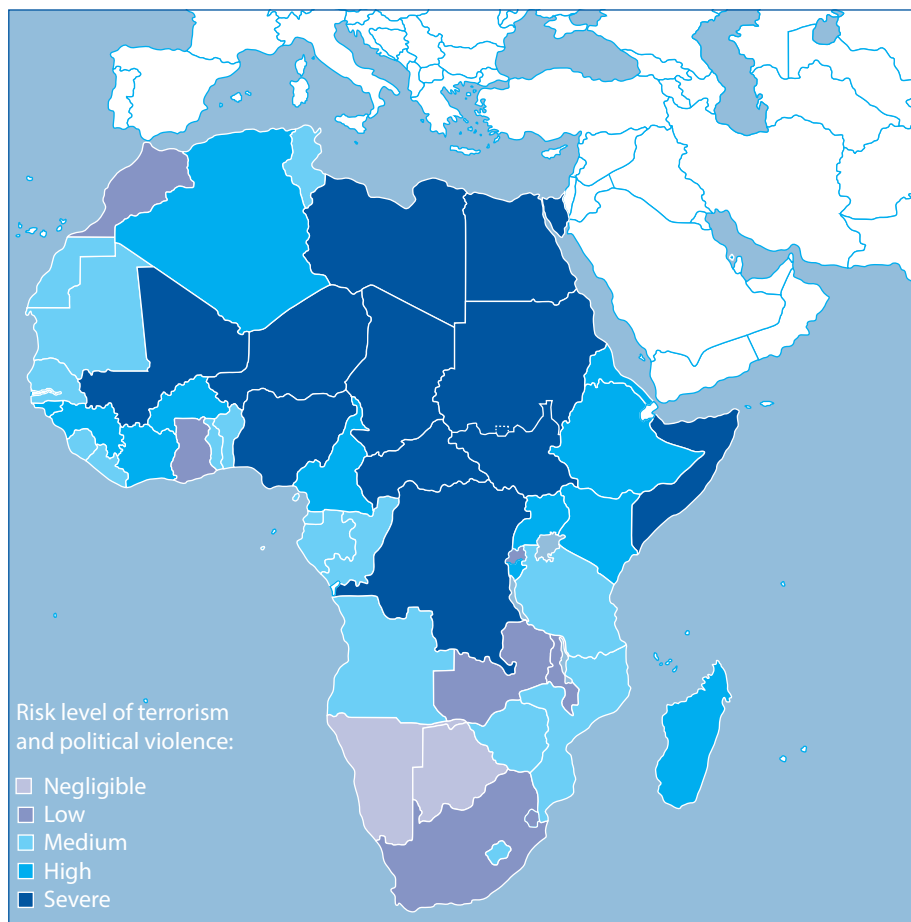 Risk level of terrorism
and political violence:
Negligible
Low
Medium
High
Severe